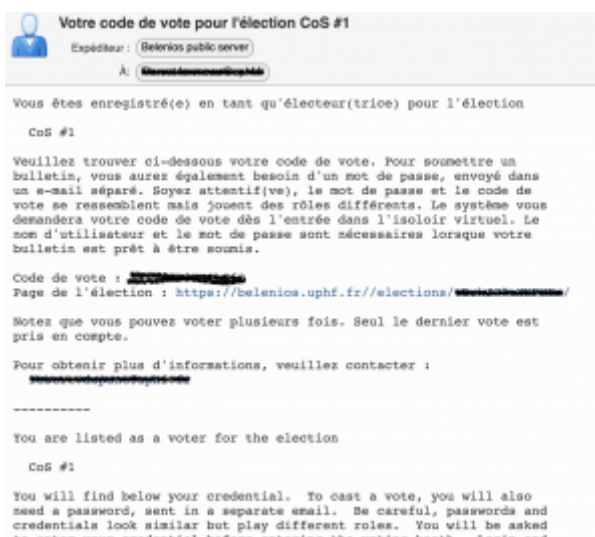 Votre code de vote pour l'élection CoS #1
Expéditeur : Belenios public server
À :
Vous êtes enregistré(e) en tant qu'électeur(trice) pour l'élection
CoS #1
Veuillez trouver ci-dessous votre code de vote. Pour soumettre un
bulletin, vous aurez également besoin d'un mot de passe, envoyé dans
un e-mail séparé. Soyez attentif(ve), le mot de passe et le code de
vote se ressemblent mais jouent des rôles différents. Le système vous
demandera votre code de vote dès l'entrée dans l'isoloir virtuel. Le
nom d'utilisateur et le mot de passe sont nécessaires lorsque votre
bulletin est prêt à être soumis.
Code de vote :
Page de l'élection : https://belenios.uphf.fr//elections/ /
Notez que vous pouvez voter plusieurs fois. Seul le dernier vote est
pris en compte.
Pour obtenir plus d'informations, veuillez contacter :
----------
You are listed as a voter for the election
CoS #1
You will find below your credential. To cast a vote, you will also
need a password, sent in a separate email. Be careful, passwords and
credentials look similar but play different roles. You will be asked